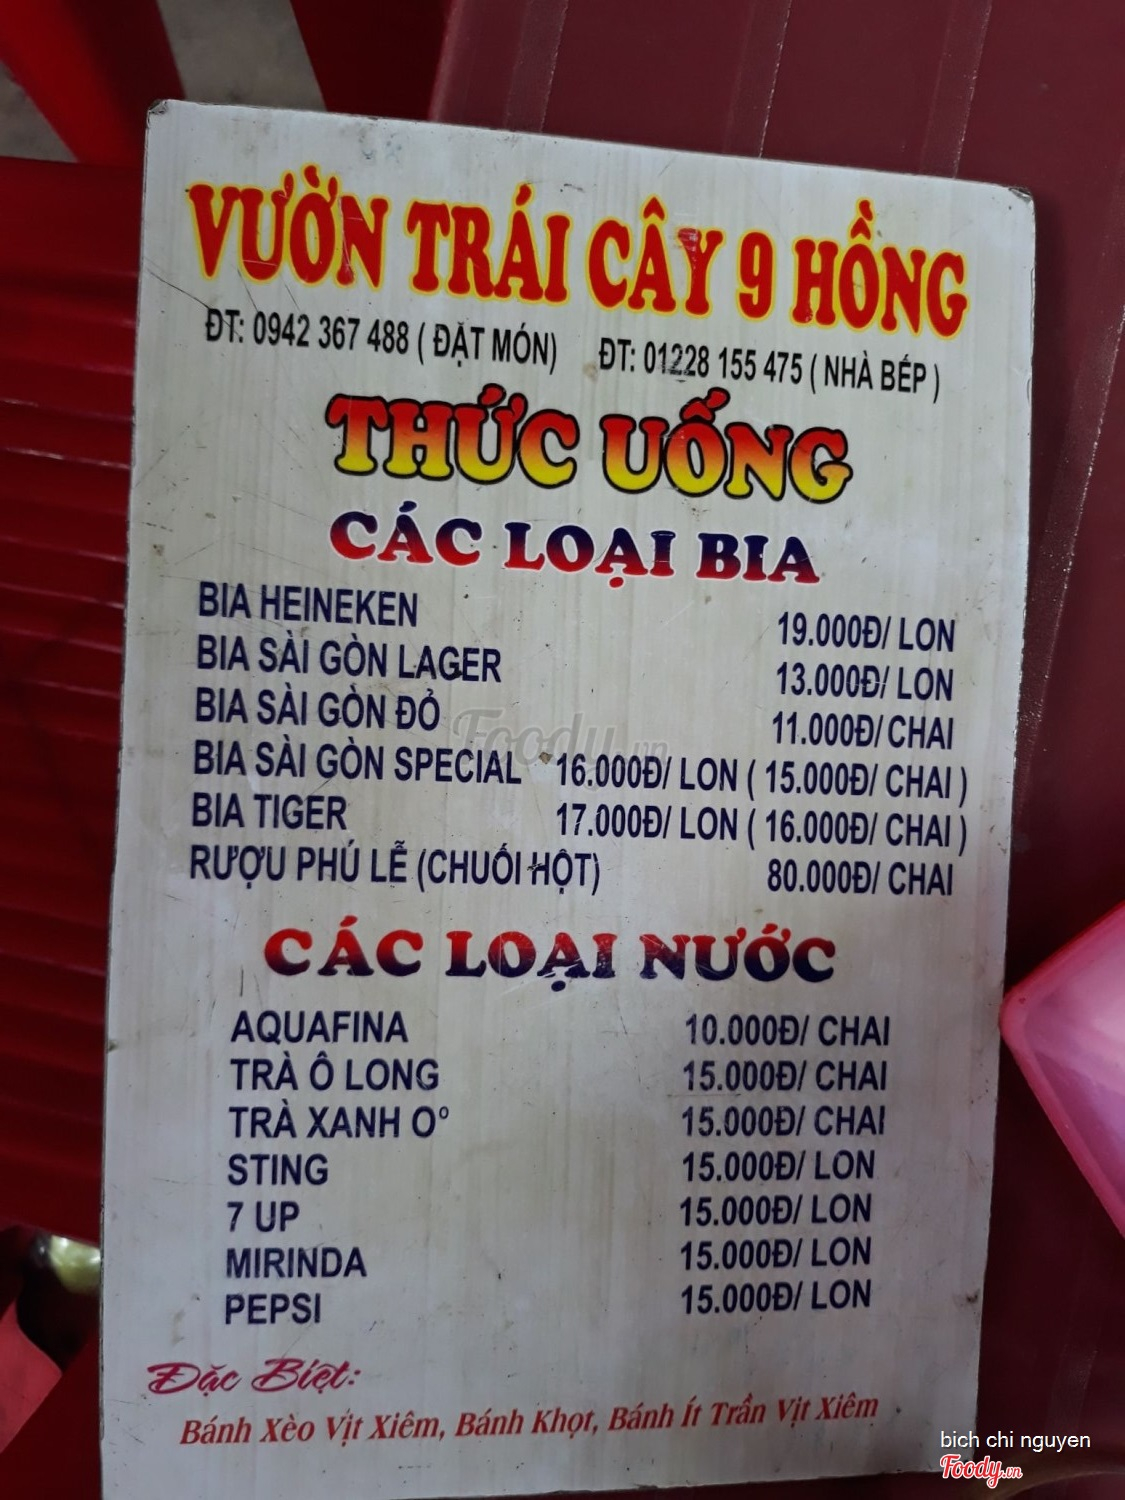 VƯỜN TRÁI CÂY 9 HỒNG
ĐT: 0942 367 488 ( ĐẶT MÓN) ĐT: 01228 155 475 ( NHÀ BẾP )
THỨC UỐNG
CÁC LOẠI BIA
BIA HEINEKEN 19.000Đ/ LON
BIA SÀI GÒN LAGER 13.000Đ/ LON
BIA SÀI GÒN ĐỎ 11.000Đ/ CHAI
BIA SÀI GÒN SPECIAL 16.000Đ/ LON ( 15.000Đ/ CHAI )
BIA TIGER 17.000Đ/ LON ( 16.000Đ/ CHAI )
RƯỢU PHÚ LỄ (CHUỐI HỘT) 80.000Đ/ CHAI
CÁC LOẠI NƯỚC
AQUAFINA 10.000Đ/ CHAI
TRÀ Ô LONG 15.000Đ/ CHAI
TRÀ XANH Oº 15.000Đ/ CHAI
STING 15.000Đ/ LON
7 UP 15.000Đ/ LON
MIRINDA 15.000Đ/ LON
PEPSI 15.000Đ/ LON
Đặc Biệt:
Bánh Xèo Vịt Xiêm, Bánh Khọt, Bánh Ít Trần Vịt Xiêm
Foody.vn
bich chi nguyen
Foody.vn